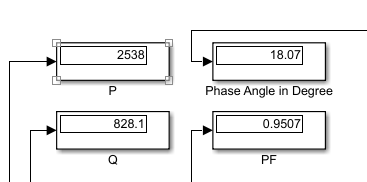 2538
18.07
P
Phase Angle in Degree
828.1
0.9507
Q
PF